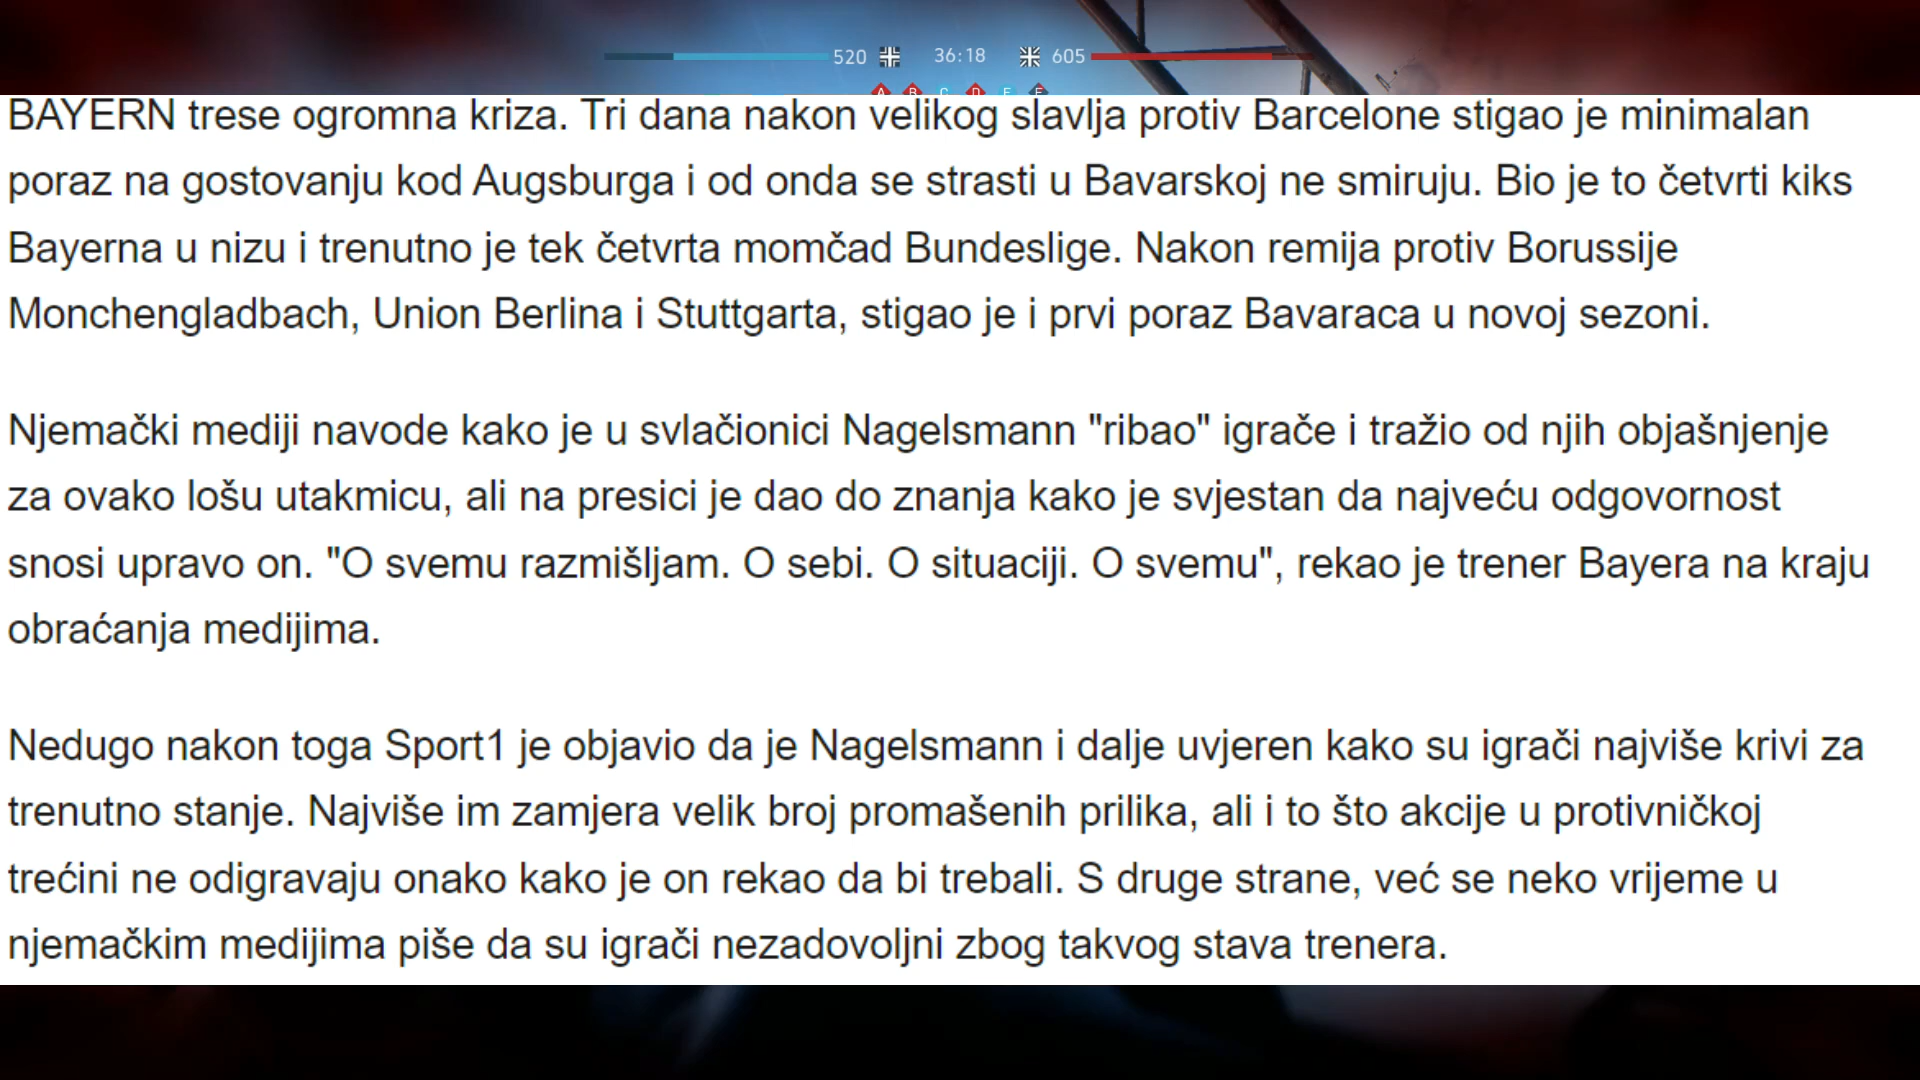 520 36:18 605
A B C D E F
BAYERN trese ogromna kriza. Tri dana nakon velikog slavlja protiv Barcelone stigao je minimalan
poraz na gostovanju kod Augsburga i od onda se strasti u Bavarskoj ne smiruju. Bio je to četvrti kiks
Bayerna u nizu i trenutno je tek četvrta momčad Bundeslige. Nakon remija protiv Borussije
Monchengladbach, Union Berlina i Stuttgarta, stigao je i prvi poraz Bavaraca u novoj sezoni.
Njemački mediji navode kako je u svlačionici Nagelsmann "ribao" igrače i tražio od njih objašnjenje
za ovako lošu utakmicu, ali na presici je dao do znanja kako je svjestan da najveću odgovornost
snosi upravo on. "O svemu razmišljam. O sebi. O situaciji. O svemu", rekao je trener Bayera na kraju
obraćanja medijima.
Nedugo nakon toga Sport1 je objavio da je Nagelsmann i dalje uvjeren kako su igrači najviše krivi za
trenutno stanje. Najviše im zamjera velik broj promašenih prilika, ali i to što akcije u protivničkoj
trećini ne odigravaju onako kako je on rekao da bi trebali. S druge strane, već se neko vrijeme u
njemačkim medijima piše da su igrači nezadovoljni zbog takvog stava trenera.